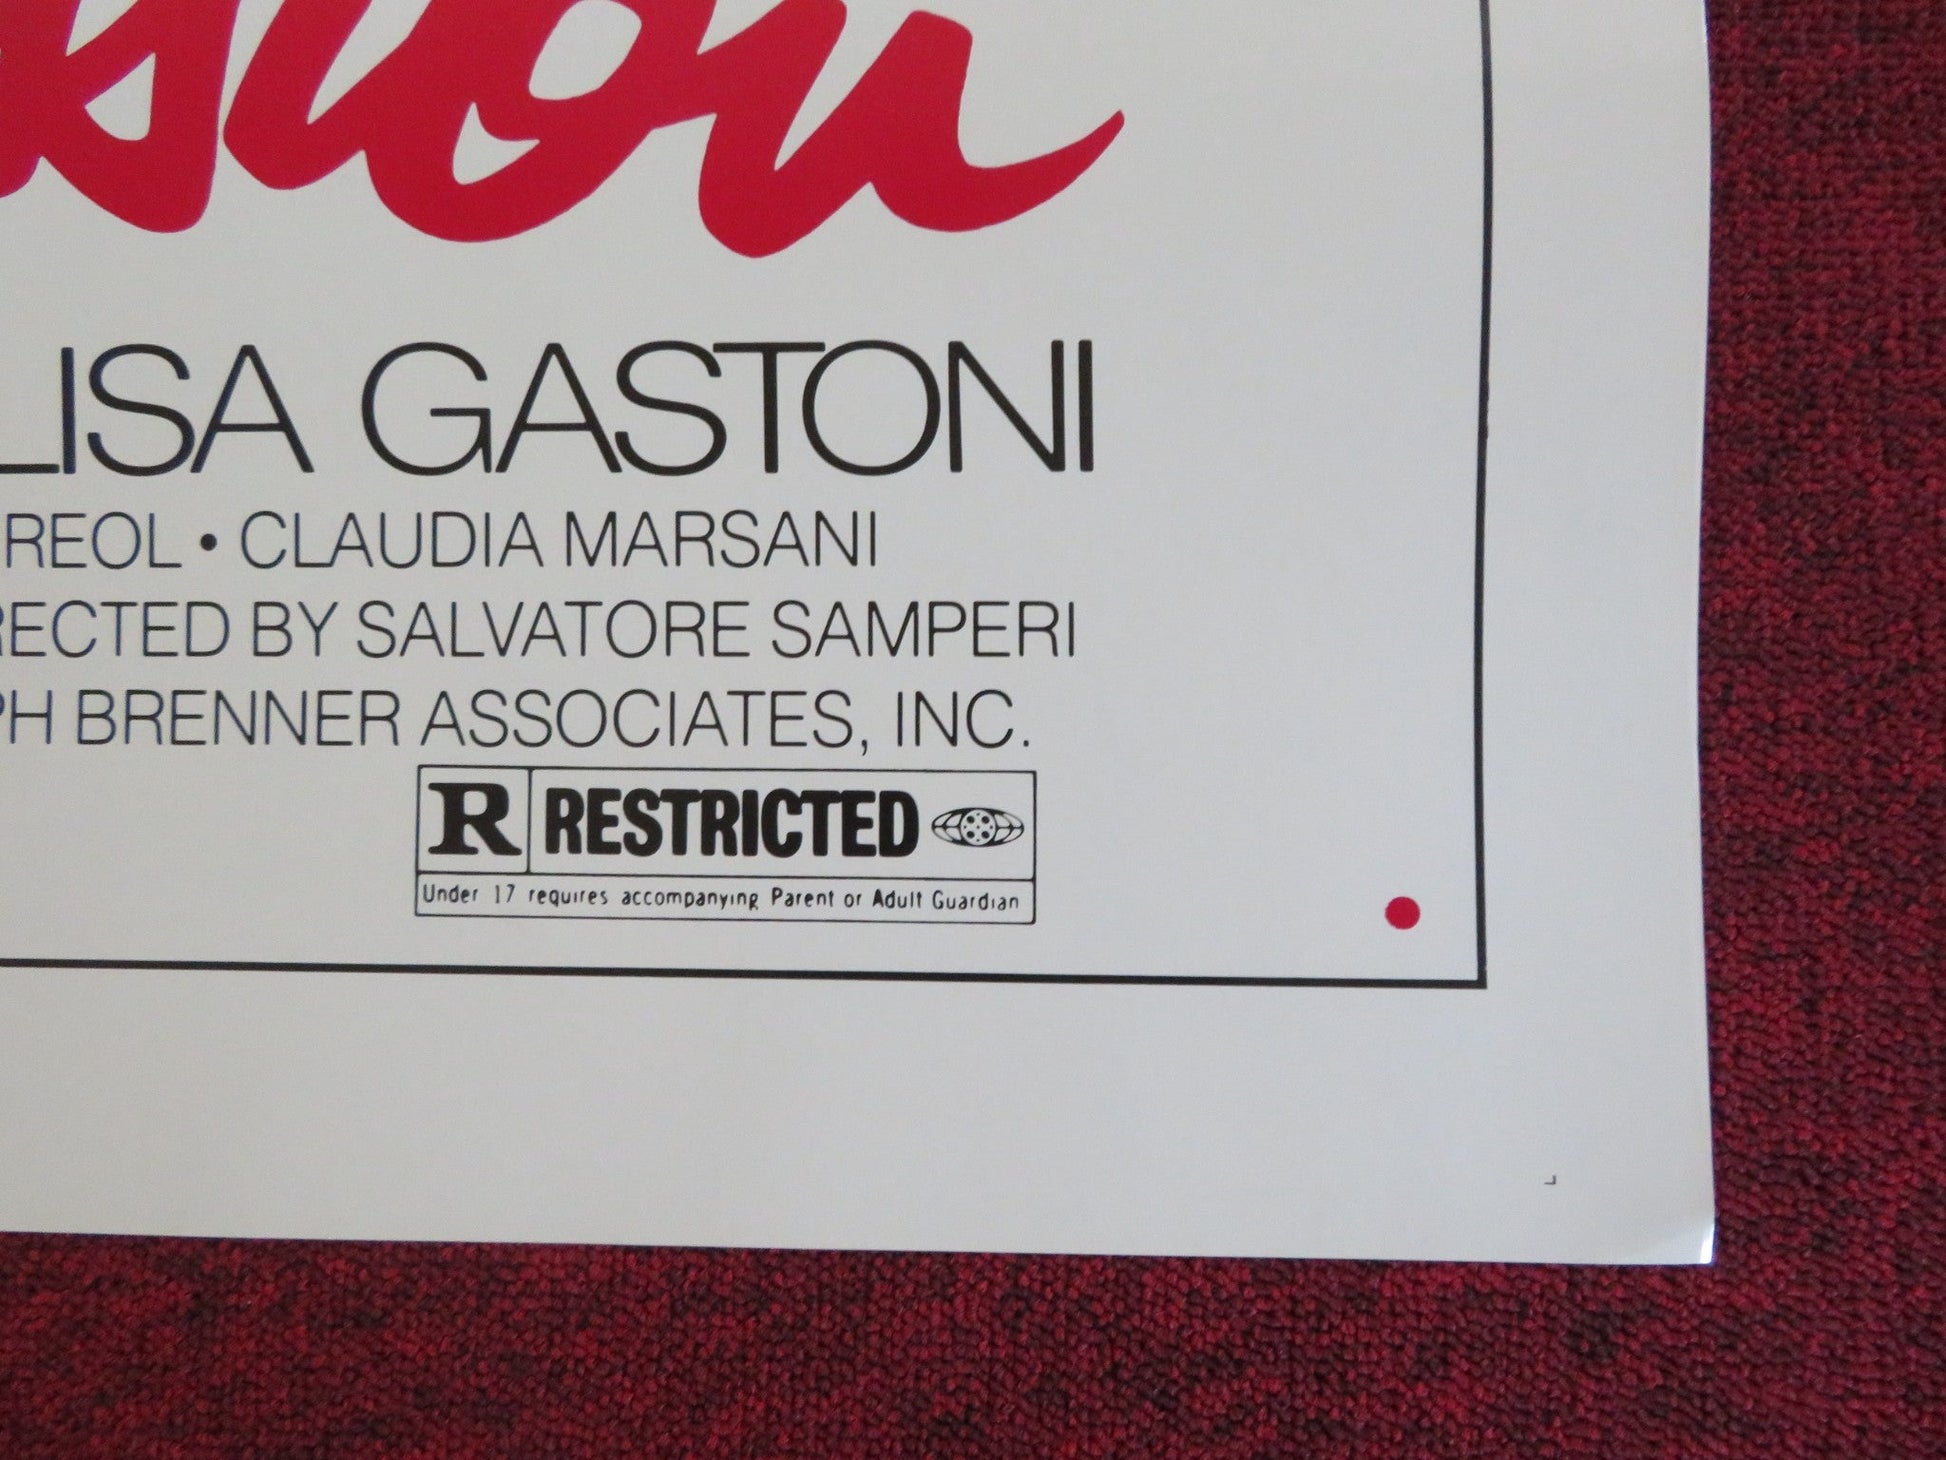 ssion
LISA GASTONI
REOL • CLAUDIA MARSANI
RECTED BY SALVATORE SAMPERI
PH BRENNER ASSOCIATES, INC.
R RESTRICTED
Under 17 requires accompanying Parent or Adult Guardian